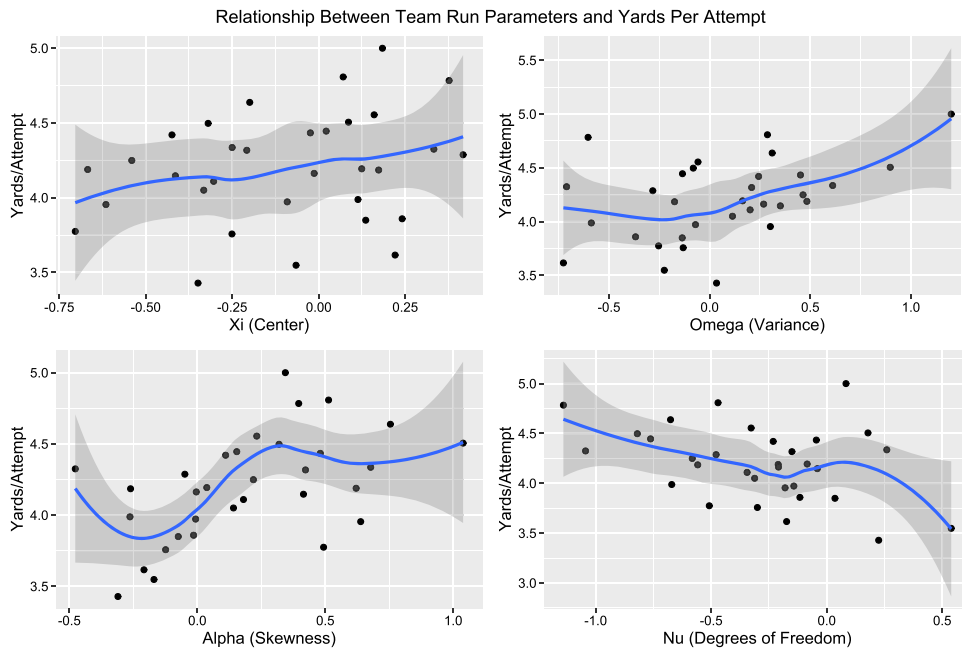 Relationship Between Team Run Parameters and Yards Per Attempt
Yards/Attempt
5.0
4.5
4.0
3.5
-0.75 -0.50 -0.25 0.00 0.25
Xi (Center)
Yards/Attempt
5.5
5.0
4.5
4.0
3.5
-0.5 0.0 0.5 1.0
Omega (Variance)
Yards/Attempt
5.0
4.5
4.0
3.5
-0.5 0.0 0.5 1.0
Alpha (Skewness)
Yards/Attempt
5.0
4.5
4.0
3.5
3.0
-1.0 -0.5 0.0 0.5
Nu (Degrees of Freedom)